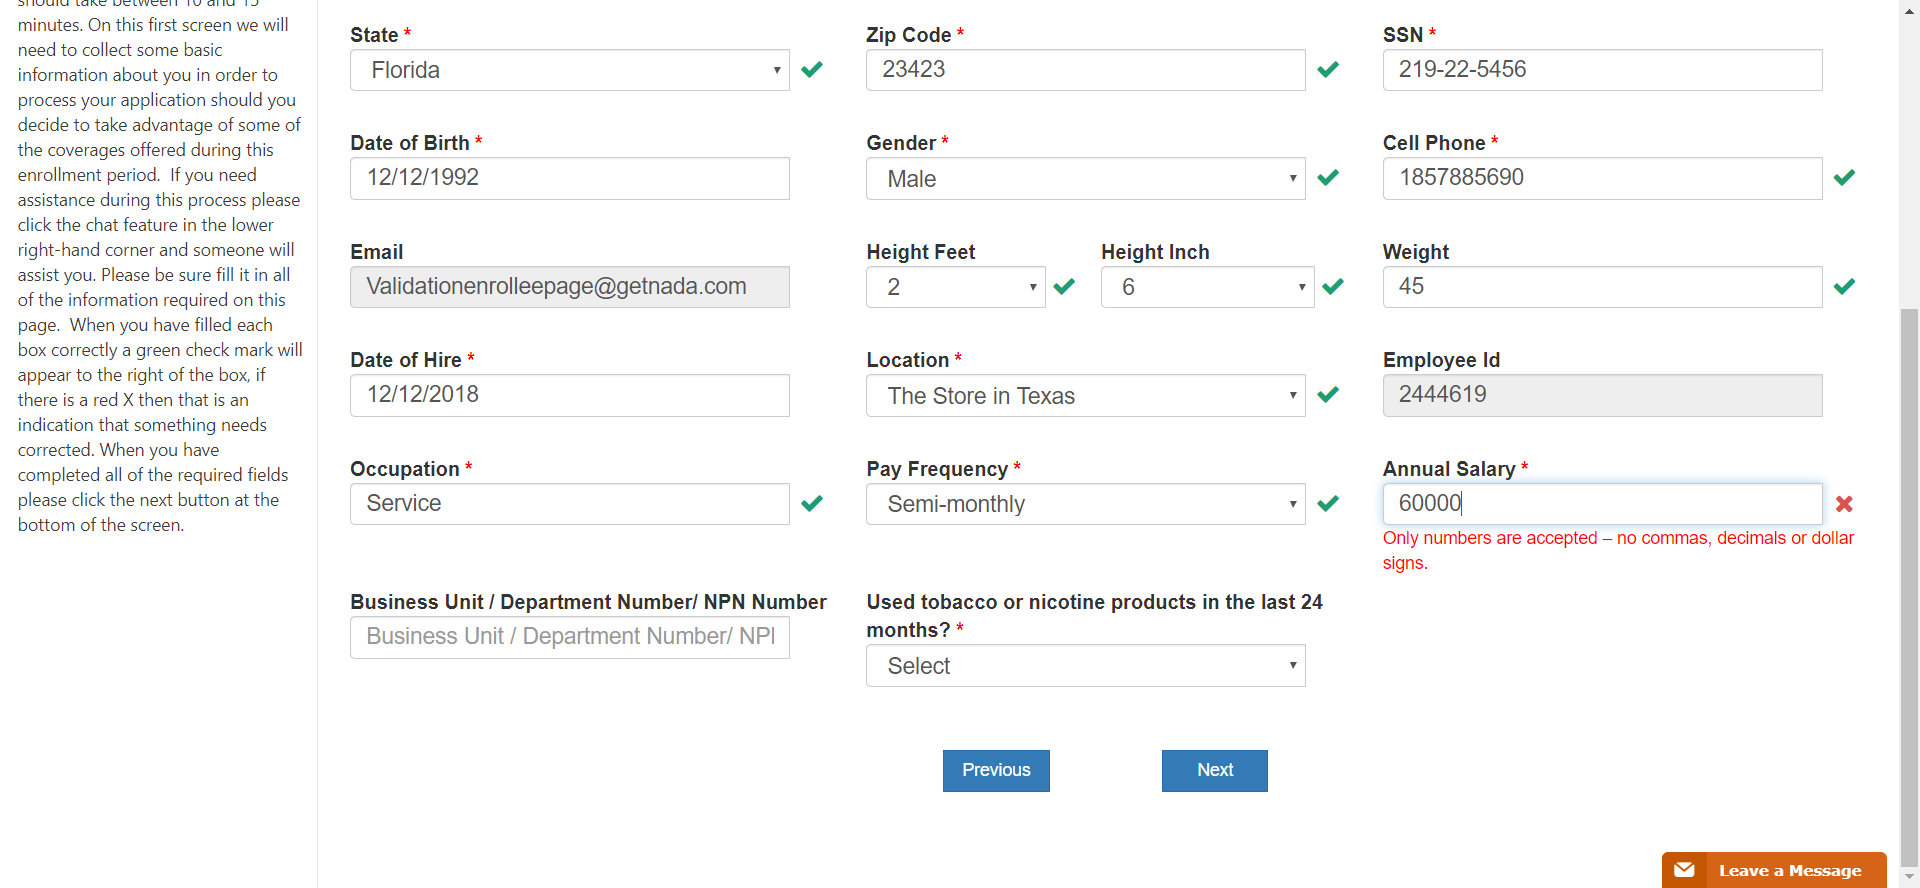 should take between 10 and 15
minutes. On this first screen we will
need to collect some basic
information about you in order to
process your application should you
decide to take advantage of some of
the coverages offered during this
enrollment period.  If you need
assistance during this process please
click the chat feature in the lower
right-hand corner and someone will
assist you. Please be sure fill it in all
of the information required on this
page.  When you have filled each
box correctly a green check mark will
appear to the right of the box, if
there is a red X then that is an
indication that something needs
corrected. When you have
completed all of the required fields
please click the next button at the
bottom of the screen.
State *
Florida
Zip Code *
23423
SSN *
219-22-5456
Date of Birth *
12/12/1992
Gender *
Male
Cell Phone *
1857885690
Email
Validationenrolleepage@getnada.com
Height Feet
2
Height Inch
6
Weight
45
Date of Hire *
12/12/2018
Location *
The Store in Texas
Employee Id
2444619
Occupation *
Service
Pay Frequency *
Semi-monthly
Annual Salary *
60000
Only numbers are accepted – no commas, decimals or dollar
signs.
Business Unit / Department Number/ NPN Number
Business Unit / Department Number/ NPI
Used tobacco or nicotine products in the last 24
months? *
Select
Previous
Next
Leave a Message